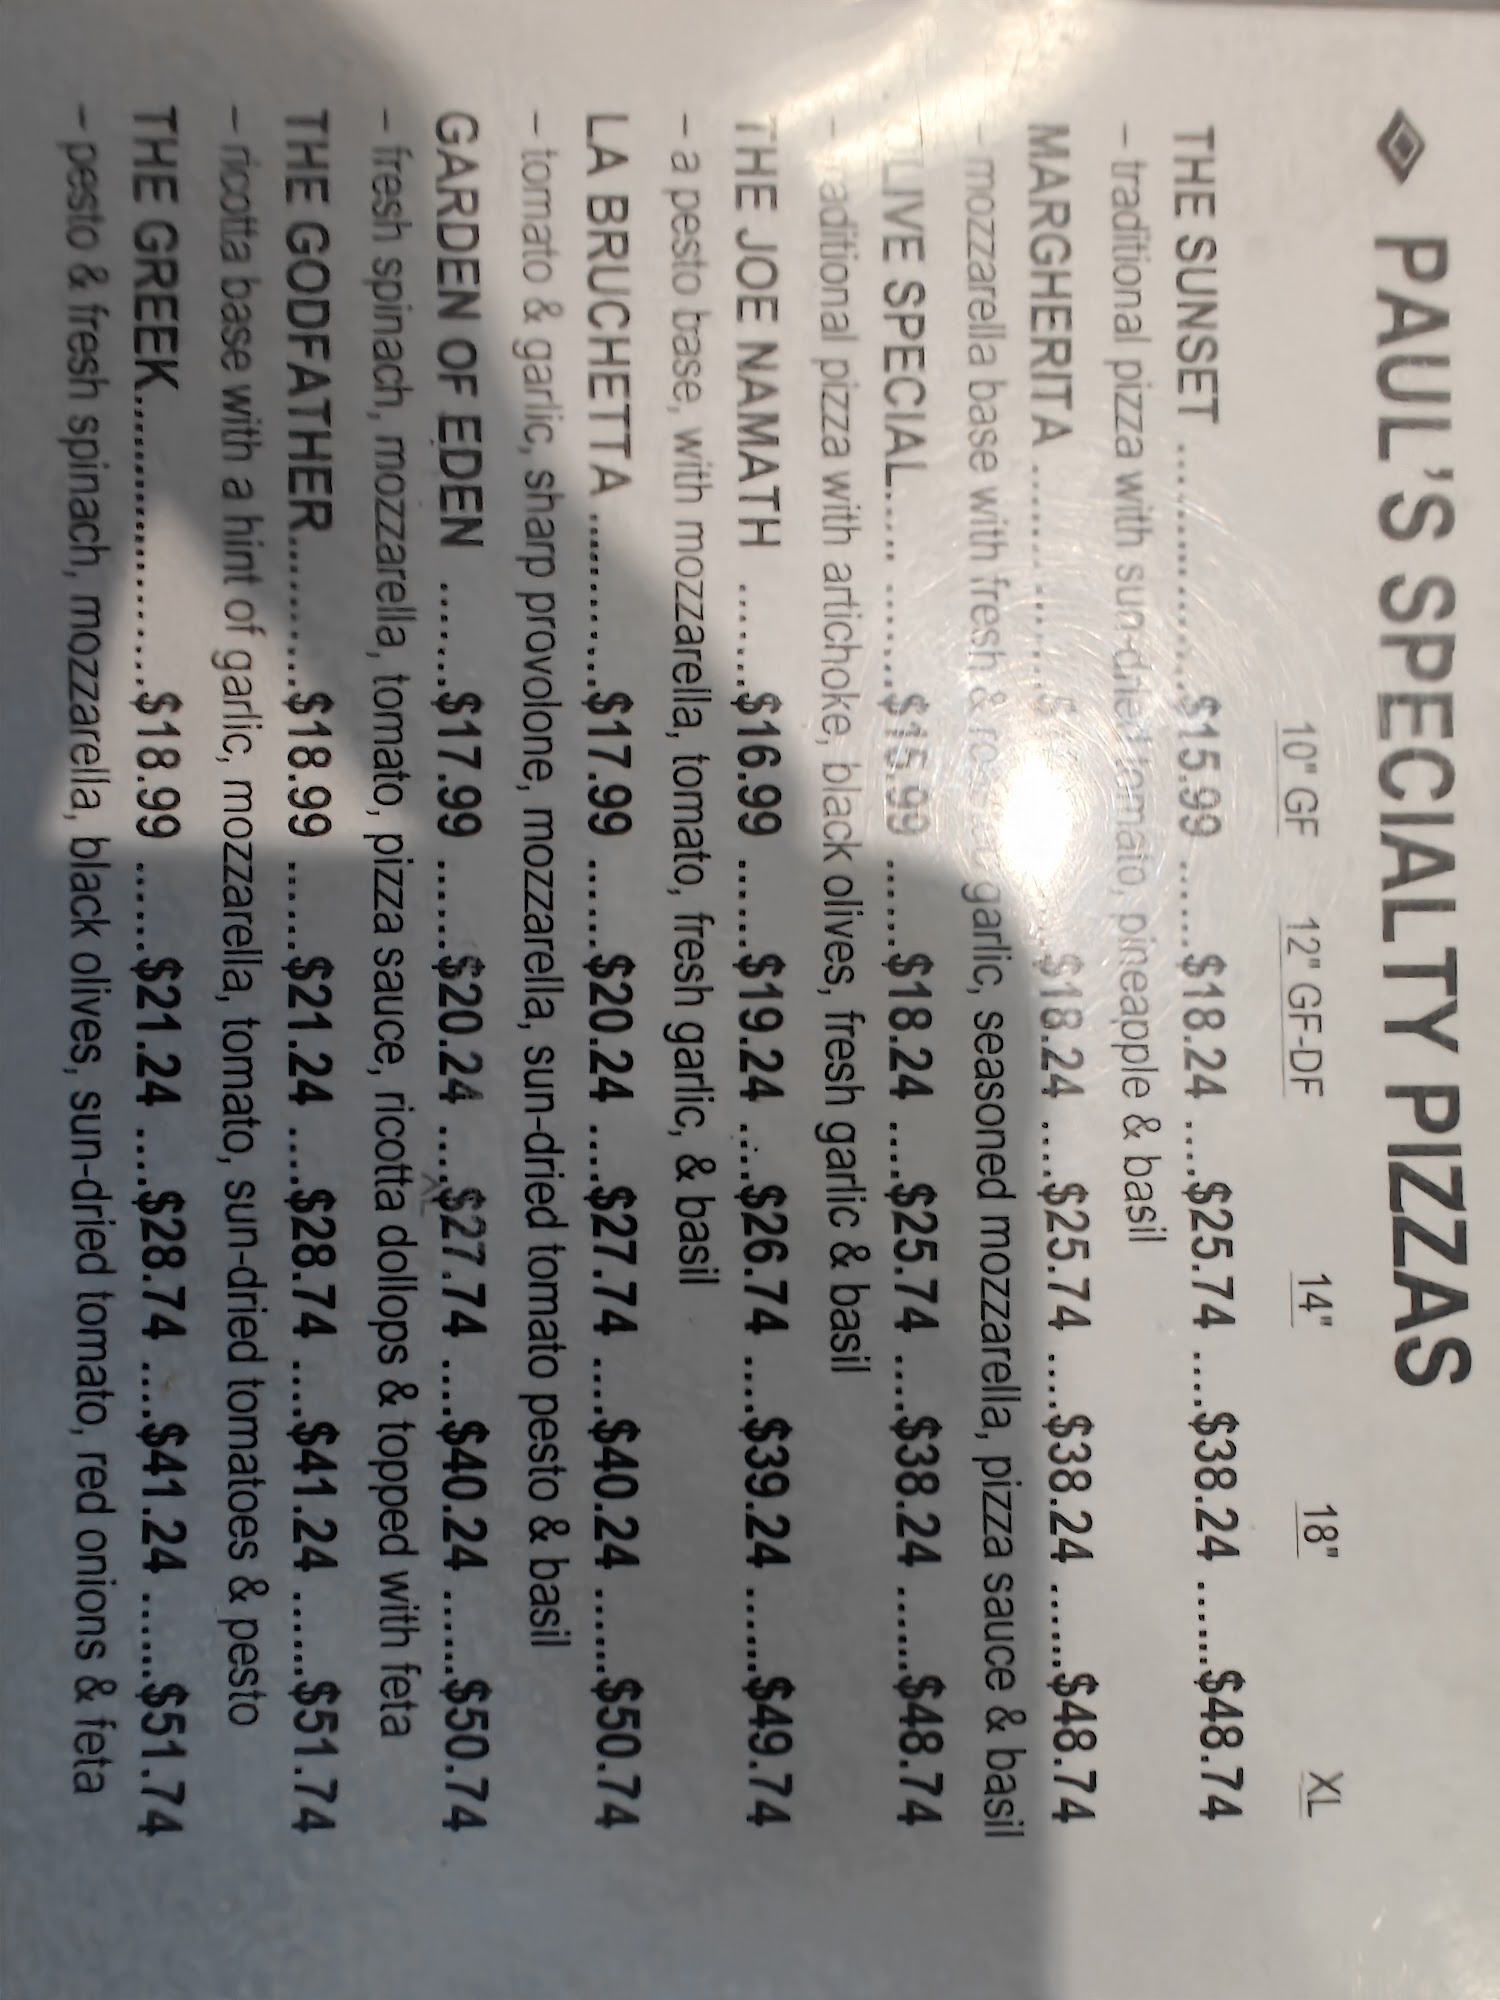 PAUL'S SPECIALTY PIZZAS
10" GF 12" GF-DF 14" 18" XL
THE SUNSET ................$15.99 ......$18.24 ....$25.74 ....$38.24 ......$48.74
– traditional pizza with sun-dried tomato, pineapple & basil
MARGHERITA ............... $18.24 ....$25.74 ....$38.24 ......$48.74
– mozzarella base with fresh & garlic, seasoned mozzarella, pizza sauce & basil
LIVE SPECIAL.... ......$15.99 ......$18.24 ....$25.74 ....$38.24 ......$48.74
– aditional pizza with artichoke, black olives, fresh garlic & basil
THE JOE NAMATH ......$16.99 ......$19.24 ....$26.74 ....$39.24 ......$49.74
– a pesto base, with mozzarella, tomato, fresh garlic, & basil
LA BRUCHETTA ..........$17.99 ......$20.24 ....$27.74 ....$40.24 ......$50.74
– tomato & garlic, sharp provolone, mozzarella, sun-dried tomato pesto & basil
GARDEN OF EDEN ......$17.99 ......$20.24 ....$27.74 ....$40.24 ......$50.74
– fresh spinach, mozzarella, tomato, pizza sauce, ricotta dollops & topped with feta
THE GODFATHER..........$18.99 ......$21.24 ....$28.74 ....$41.24 ......$51.74
– ricotta base with a hint of garlic, mozzarella, tomato, sun-dried tomatoes & pesto
THE GREEK...................$18.99 ......$21.24 ....$28.74 ....$41.24 ......$51.74
– pesto & fresh spinach, mozzarella, black olives, sun-dried tomato, red onions & feta